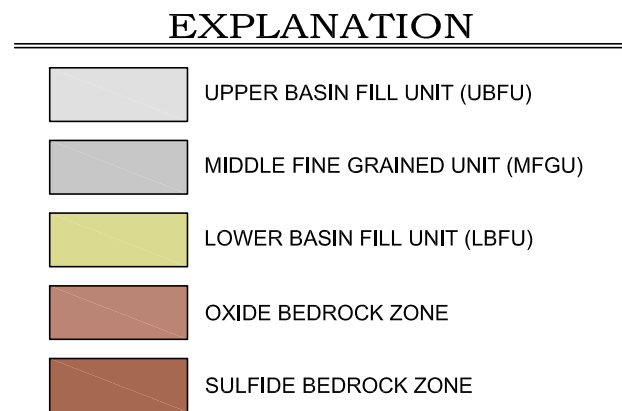 EXPLANATION
UPPER BASIN FILL UNIT (UBFU)
MIDDLE FINE GRAINED UNIT (MFGU)
LOWER BASIN FILL UNIT (LBFU)
OXIDE BEDROCK ZONE
SULFIDE BEDROCK ZONE